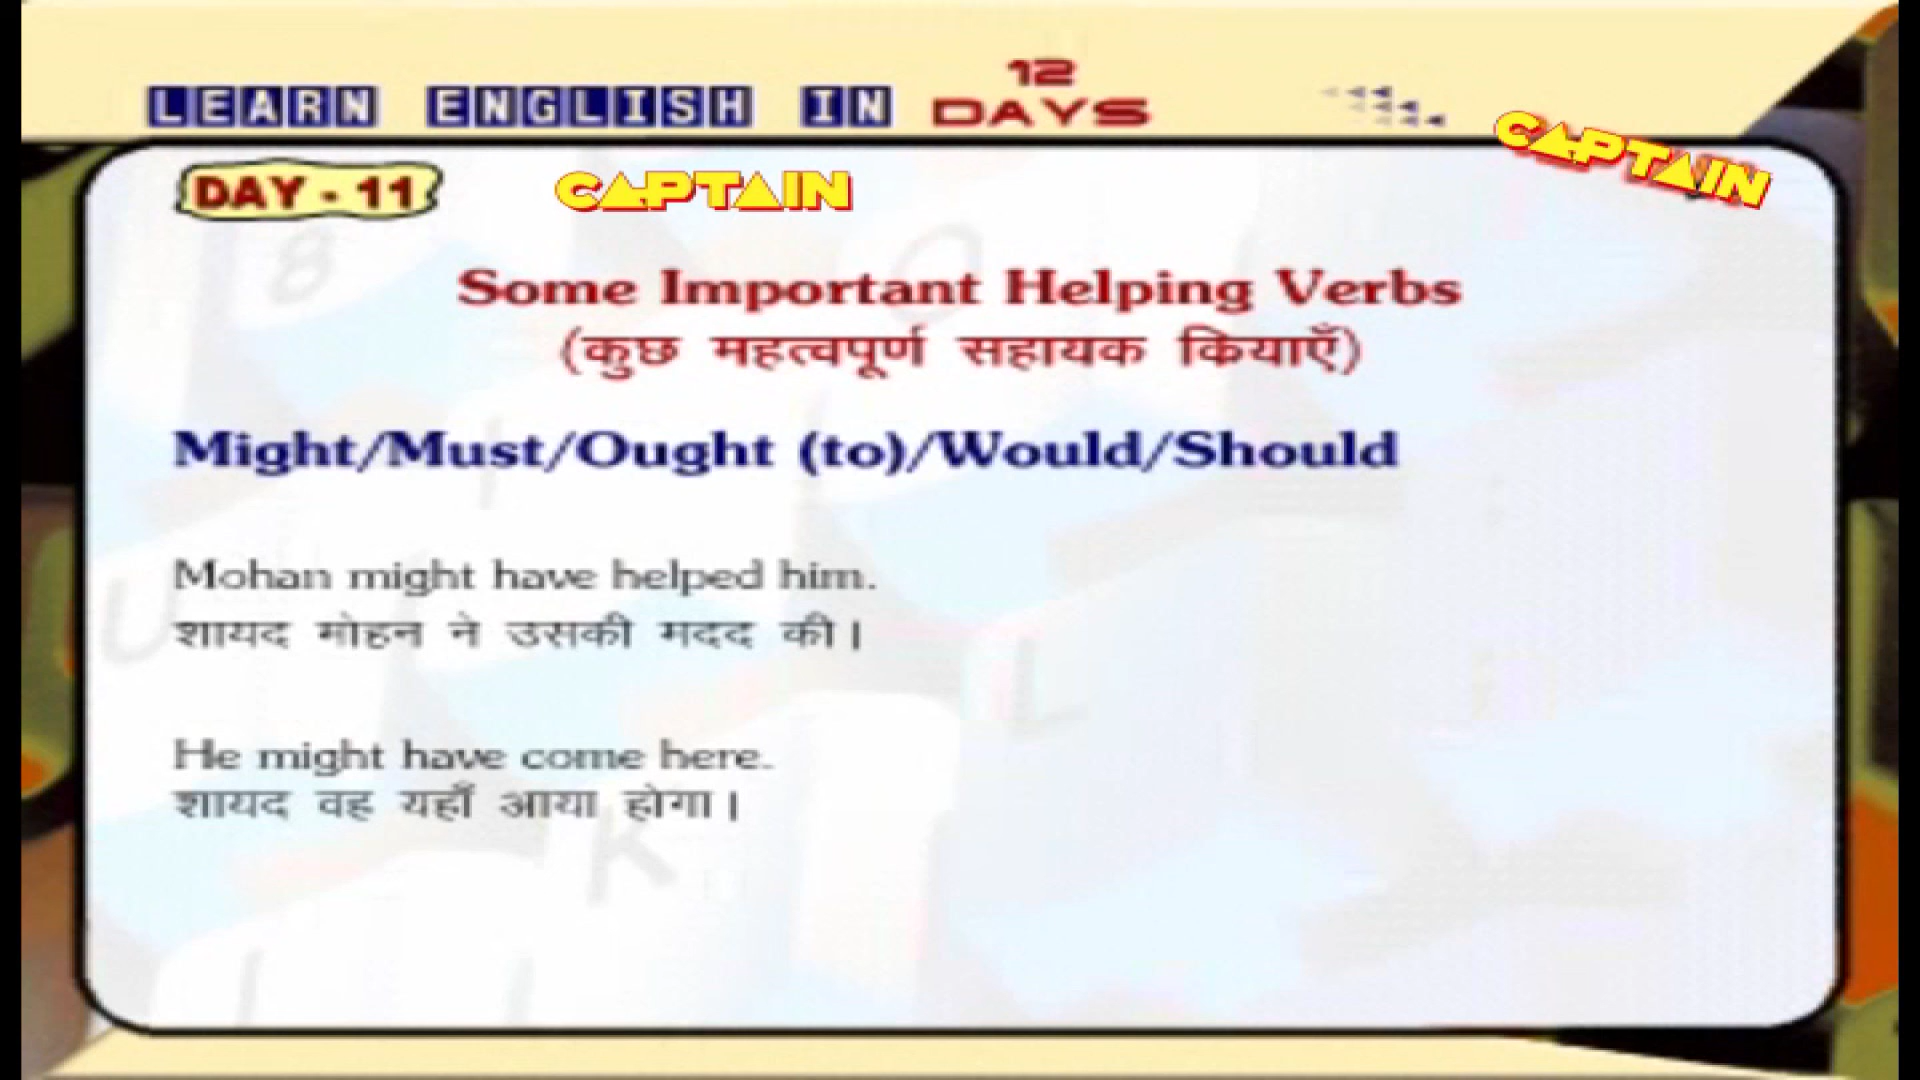 LEARN ENGLISH IN 12 DAYS
CAPTAIN
DAY - 11
CAPTAIN
Some Important Helping Verbs
(कुछ महत्वपूर्ण सहायक कियाएँ)
Might/Must/Ought (to)/Would/Should
Mohan might have helped him.
शायद मोहन ने उसकी मदद की।
He might have come here.
शायद वह यहाँ आया होगा।